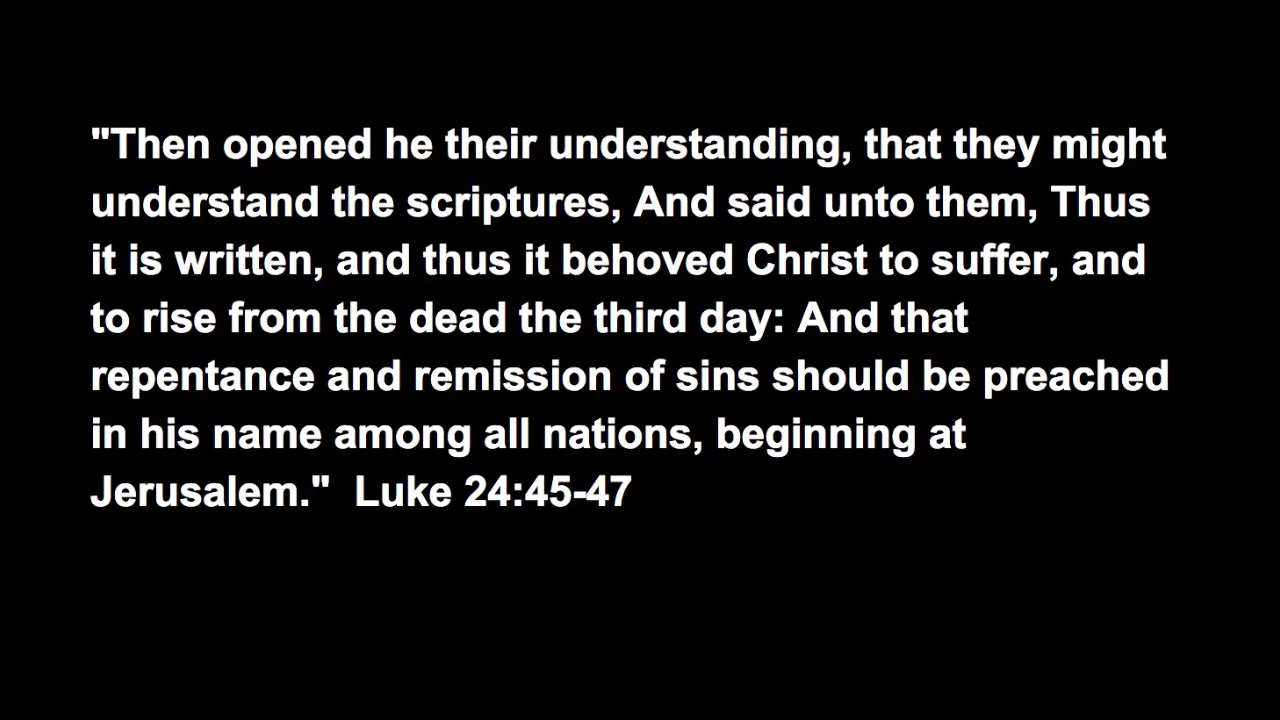 "Then opened he their understanding, that they might
understand the scriptures, And said unto them, Thus
it is written, and thus it behoved Christ to suffer, and
to rise from the dead the third day: And that
repentance and remission of sins should be preached
in his name among all nations, beginning at
Jerusalem."  Luke 24:45-47